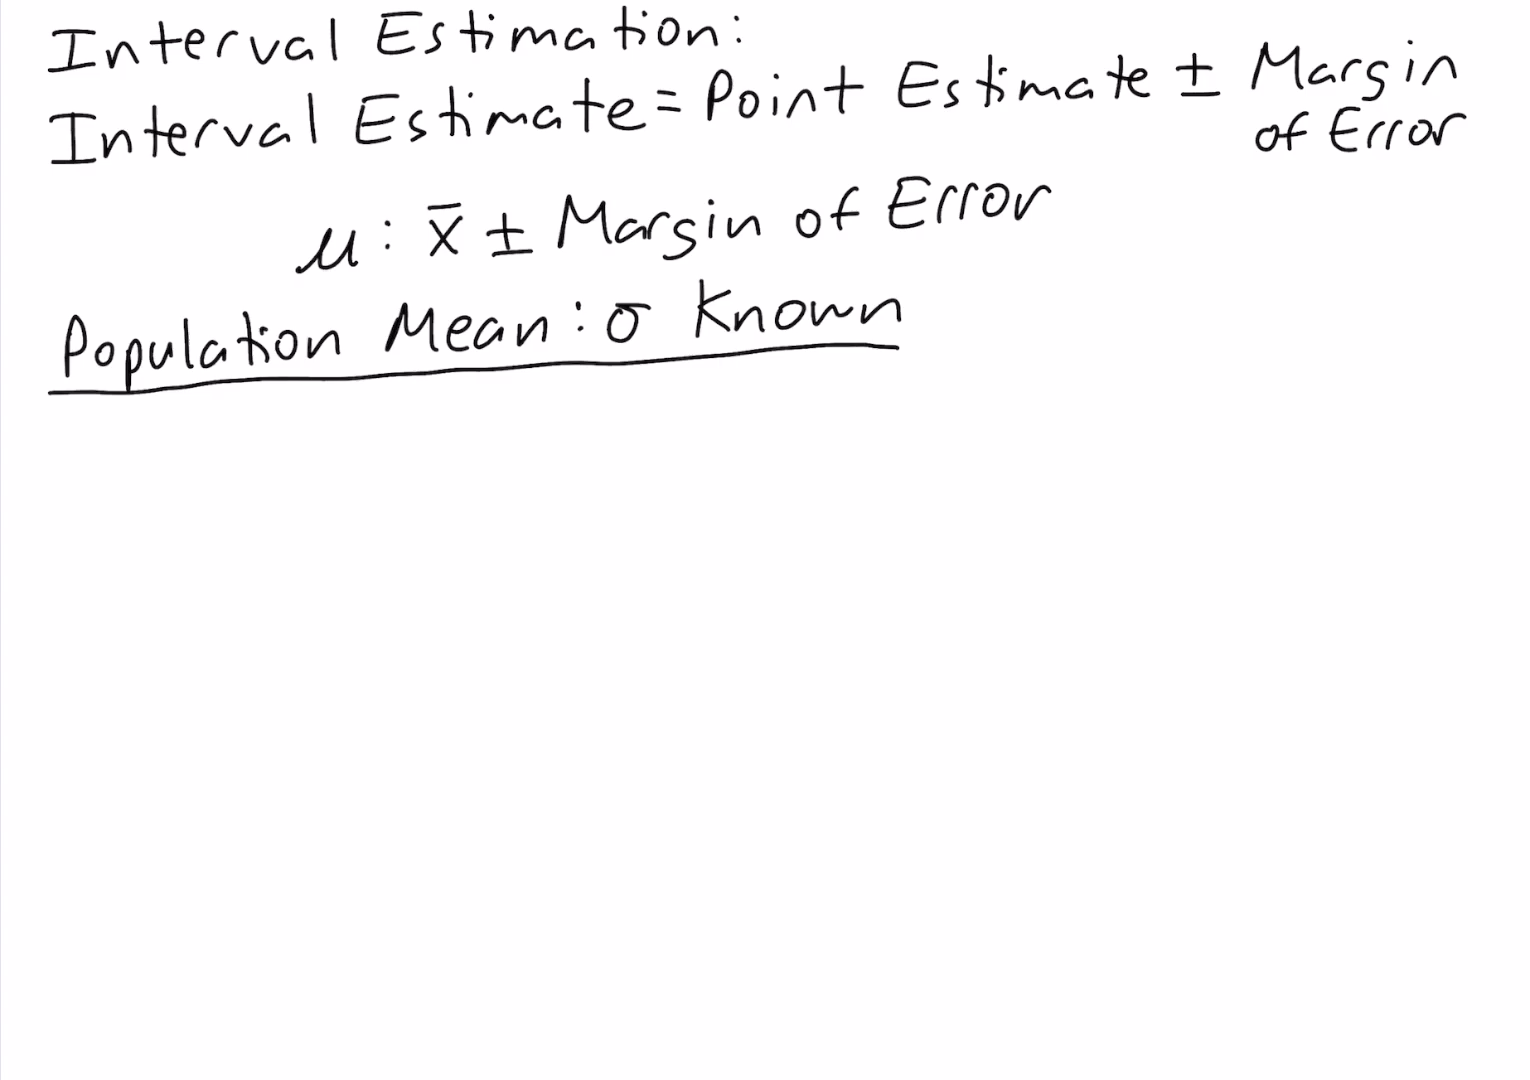 Interval Estimation:
Interval Estimate = Point Estimate ± Margin
of Error
μ : x̄ ± Margin of Error
Population Mean : σ Known